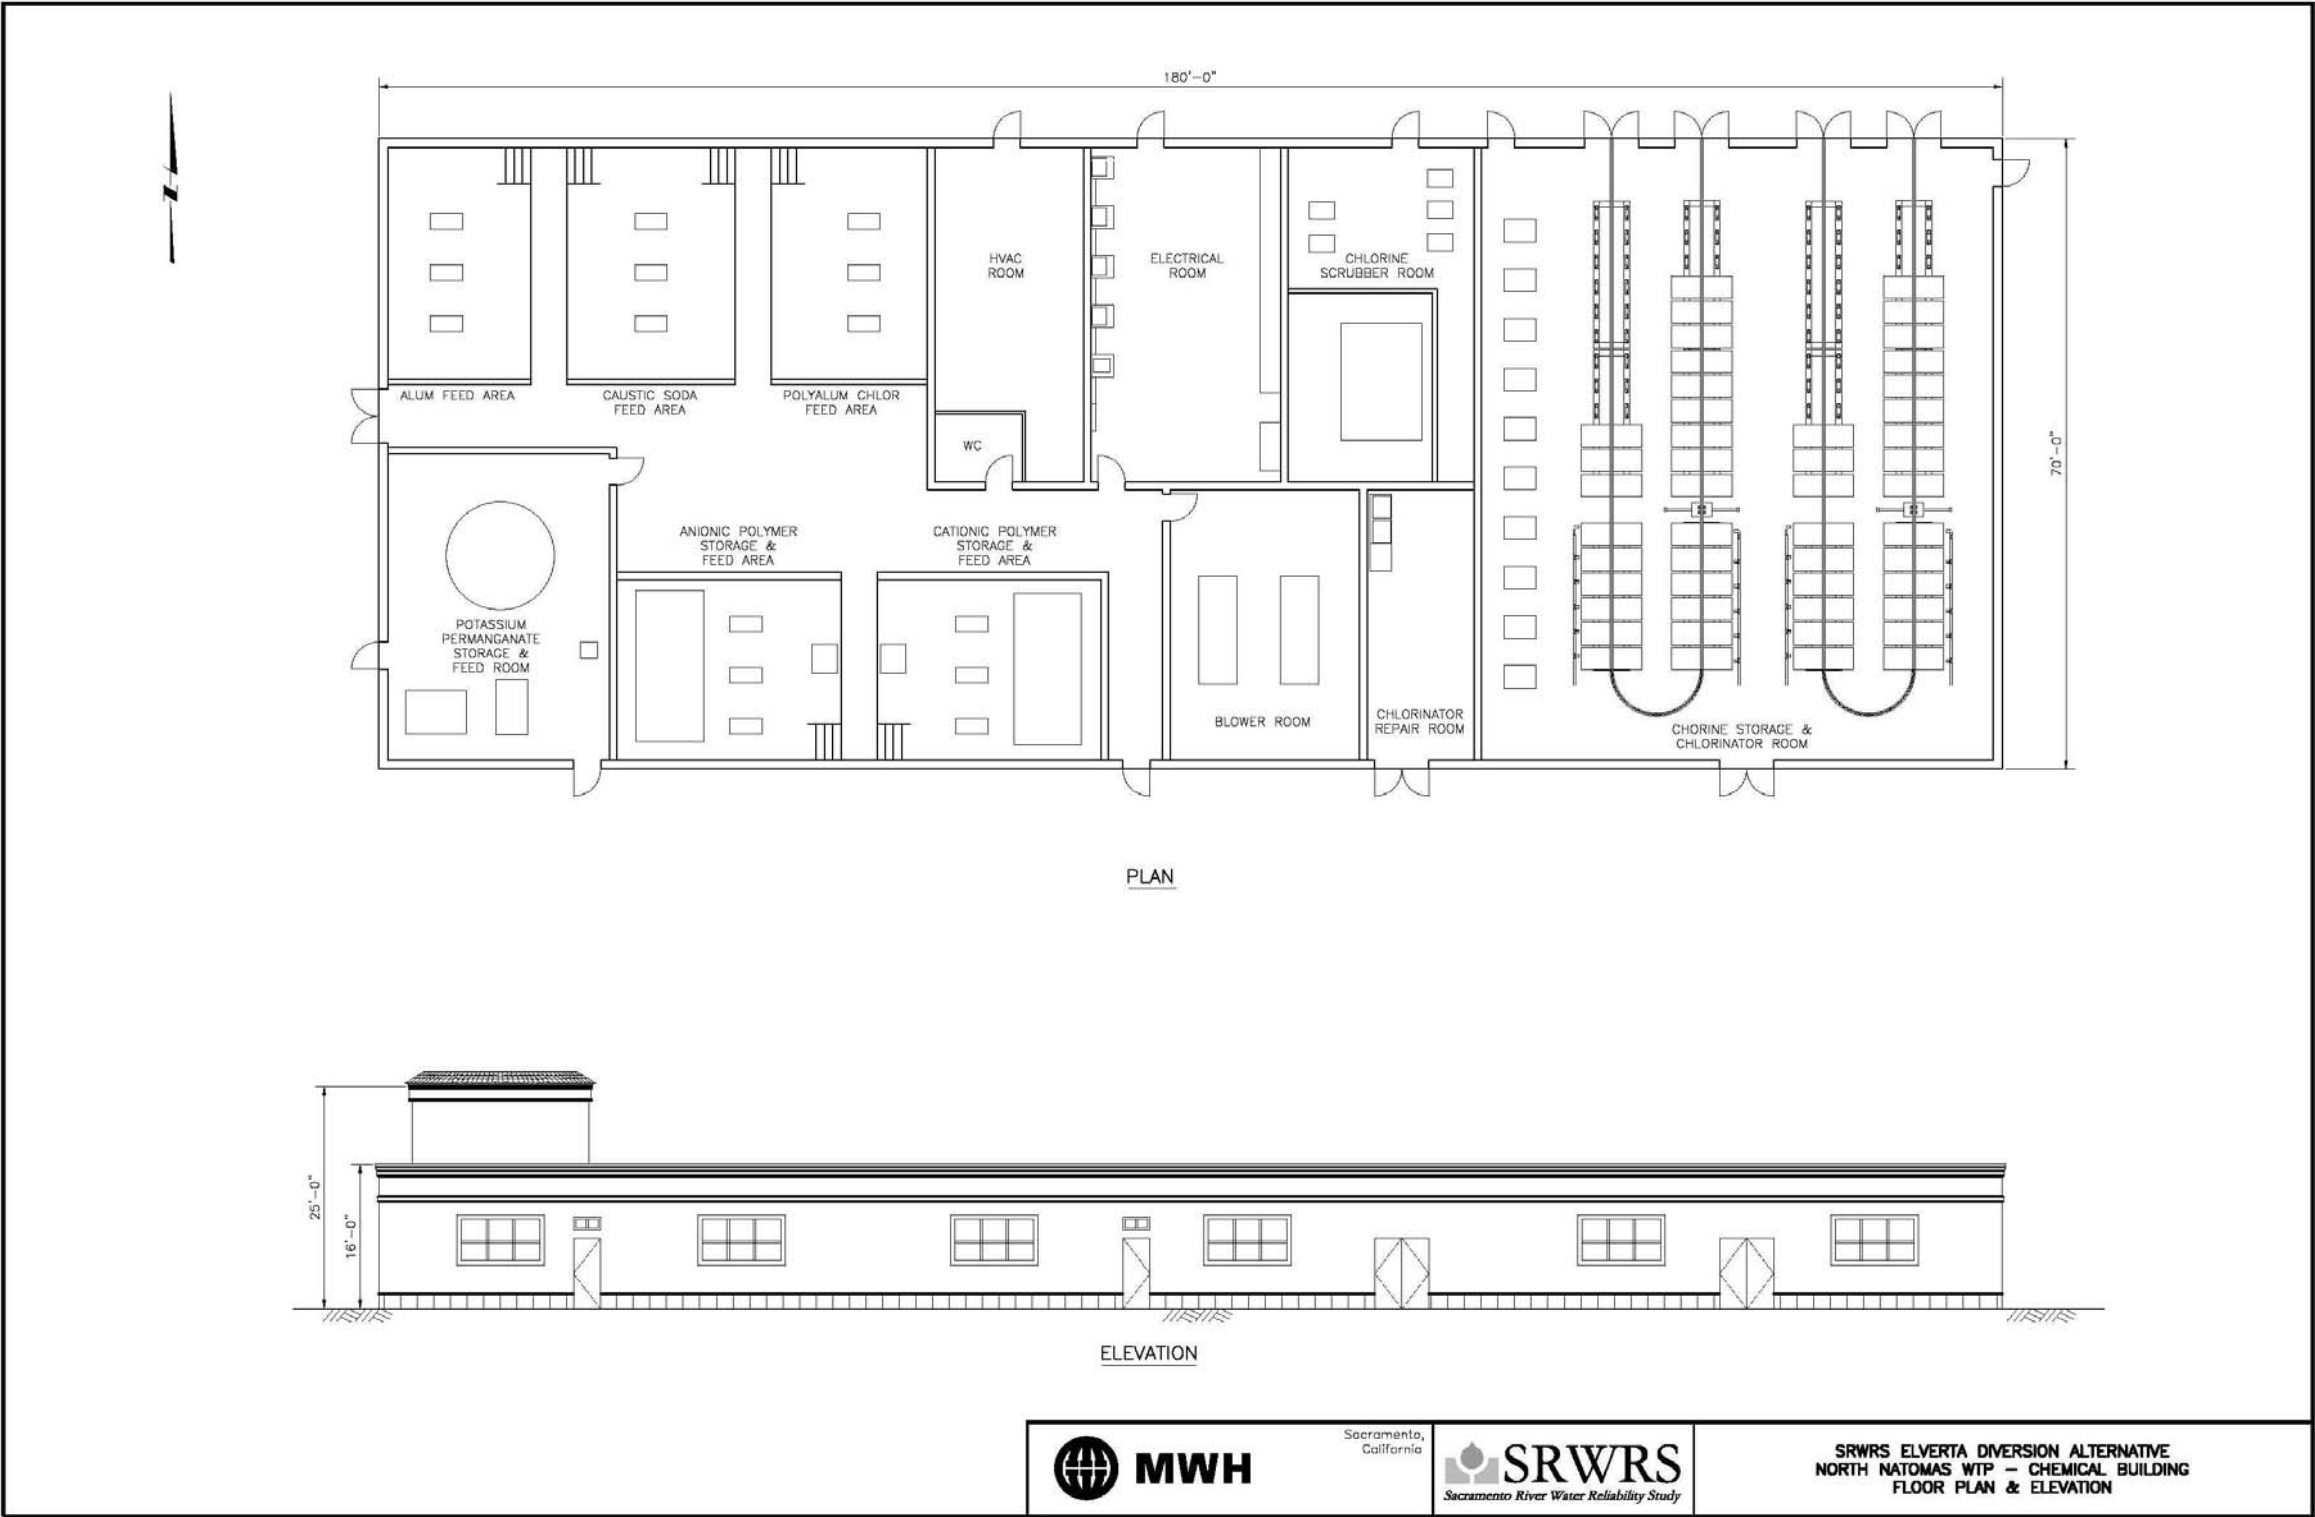 180'-0"
N
HVAC
ROOM
ELECTRICAL
ROOM
CHLORINE
SCRUBBER ROOM
ALUM FEED AREA
CAUSTIC SODA
FEED AREA
POLYALUM CHLOR
FEED AREA
WC
70'-0"
ANIONIC POLYMER
STORAGE &
FEED AREA
CATIONIC POLYMER
STORAGE &
FEED AREA
POTASSIUM
PERMANGANATE
STORAGE &
FEED ROOM
BLOWER ROOM
CHLORINATOR
REPAIR ROOM
CHORINE STORAGE &
CHLORINATOR ROOM
PLAN
25'-0"
16'-0"
ELEVATION
MWH
Sacramento,
California
SRWRS
Sacramento River Water Reliability Study
SRWRS ELVERTA DIVERSION ALTERNATIVE
NORTH NATOMAS WTP - CHEMICAL BUILDING
FLOOR PLAN & ELEVATION